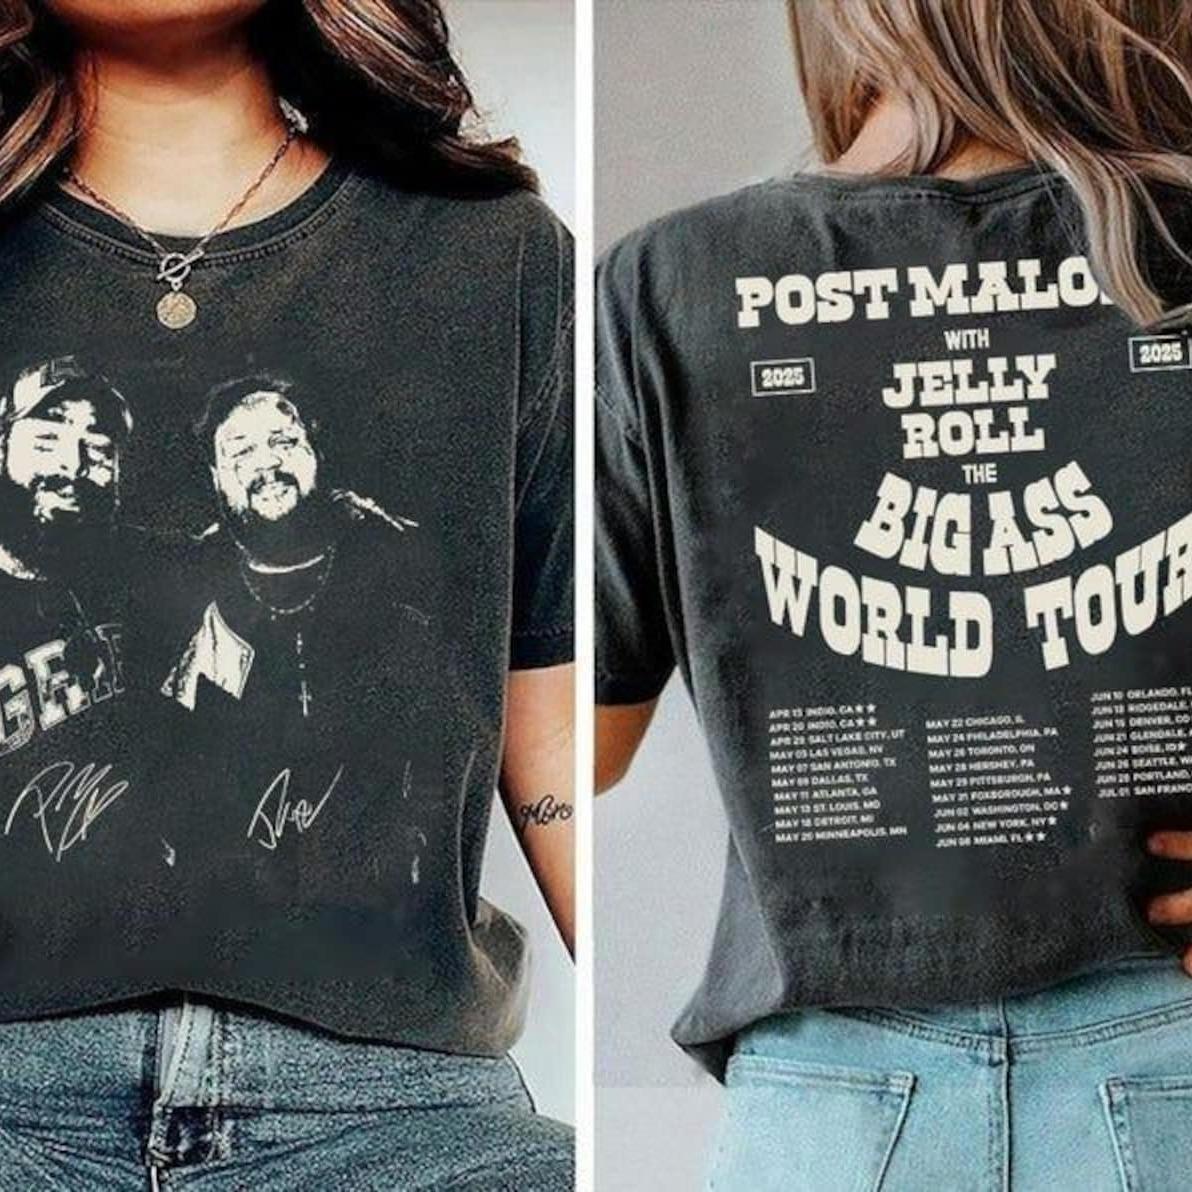 GRA
more
POST MALO
WITH
2025
2025
JELLY
ROLL
THE
BIG ASS
WORLD TOUR
APR 13 INDIO, CA★★
APR 20 INDIO, CA★★
APR 29 SALT LAKE CITY, UT
MAY 03 LAS VEGAS, NV
MAY 07 SAN ANTONIO, TX
MAY 09 DALLAS, TX
MAY 11 ATLANTA, GA
MAY 13 ST. LOUIS, MO
MAY 18 DETROIT, MI
MAY 20 MINNEAPOLIS, MN
MAY 22 CHICAGO, IL
MAY 24 PHILADELPHIA, PA
MAY 26 TORONTO, ON
MAY 28 HERSHEY, PA
MAY 29 PITTSBURGH, PA
MAY 31 FOXBOROUGH, MA★
JUN 02 WASHINGTON, DC★
JUN 04 NEW YORK, NY★
JUN 08 MIAMI, FL★★
JUN 10 ORLANDO, FL
JUN 13 RIDGEDALE,
JUN 15 DENVER, CO
JUN 21 GLENDALE, A
JUN 24 BOISE, ID★
JUN 26 SEATTLE, WA
JUN 28 PORTLAND,
JUL 01 SAN FRANC